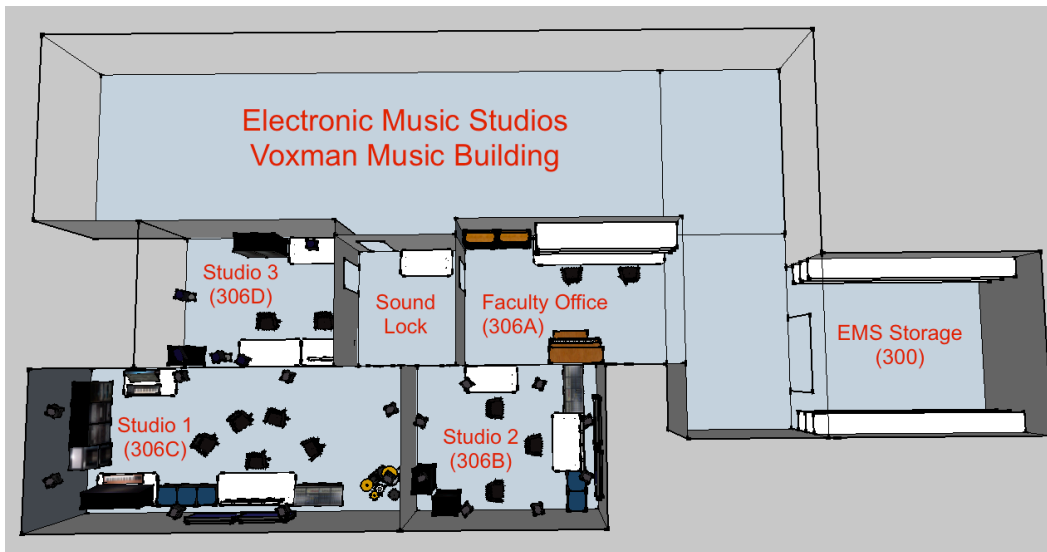 Electronic Music Studios
Voxman Music Building
Studio 3
(306D)
Sound
Lock
Faculty Office
(306A)
EMS Storage
(300)
Studio 1
(306C)
Studio 2
(306B)